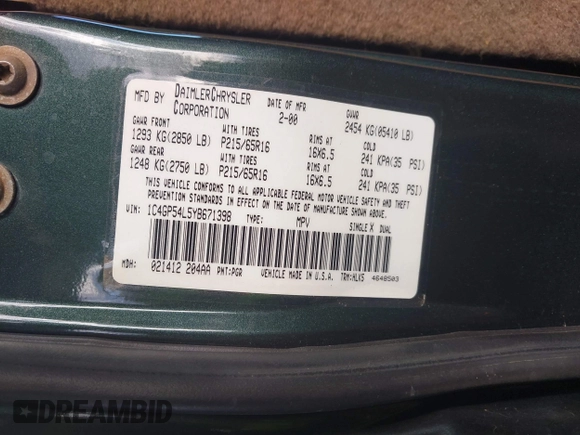 MFD BY DAIMLERCHRYSLER CORPORATION DATE OF MFR 2-00 GVWR 2454 KG(05410 LB)
GAWR FRONT WITH TIRES RIMS AT COLD
1293 KG(2850 LB) P215/65R16 16X6.5 241 KPA(35 PSI)
GAWR REAR WITH TIRES RIMS AT COLD
1248 KG(2750 LB) P215/65R16 16X6.5 241 KPA(35 PSI)
THIS VEHICLE CONFORMS TO ALL APPLICABLE FEDERAL MOTOR VEHICLE SAFETY AND THEFT
PREVENTION STANDARDS IN EFFECT ON THE DATE OF MANUFACTURE SHOWN ABOVE.
VIN: 1C4GP54L5YB671398 TYPE: MPV SINGLE X DUAL
MDH: 021412 204AA PNT:PGR VEHICLE MADE IN U.S.A. TRM:HLK5 4648503
DREAMBID